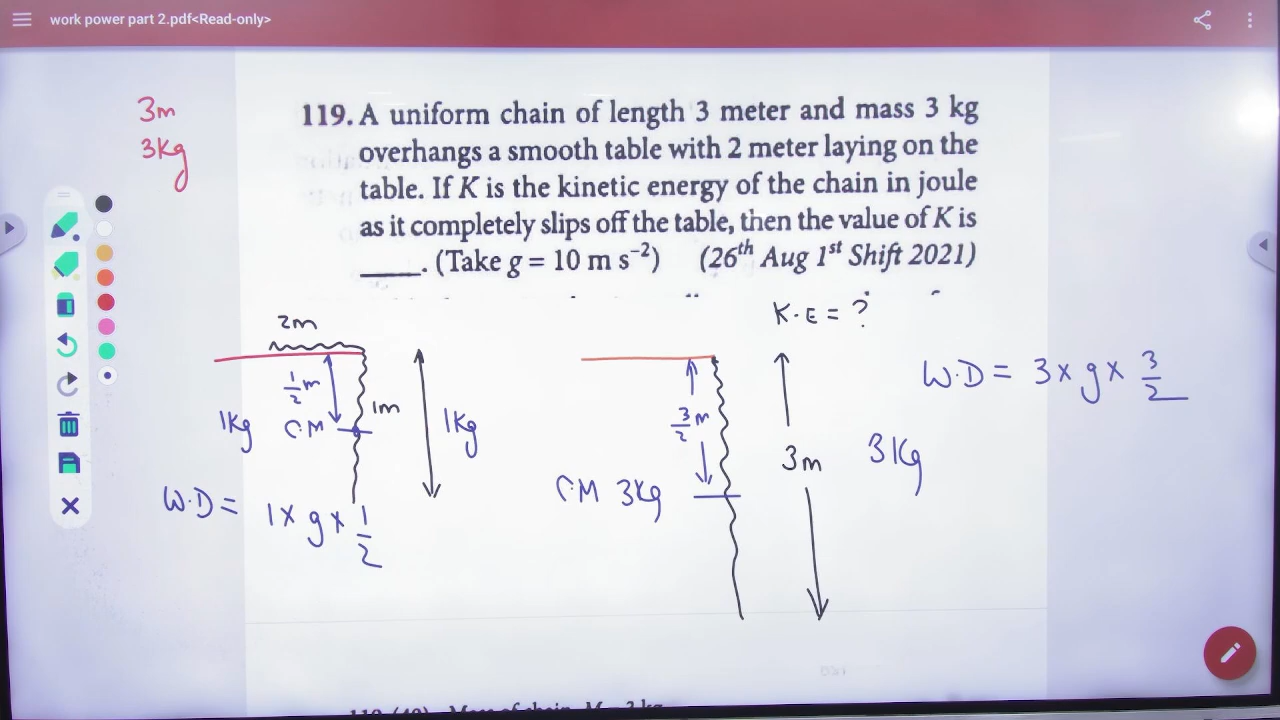 work power part 2.pdf<Read-only>
3m
3Kg
119. A uniform chain of length 3 meter and mass 3 kg
overhangs a smooth table with 2 meter laying on the
table. If K is the kinetic energy of the chain in joule
as it completely slips off the table, then the value of K is
____. (Take g = 10 m s⁻²) (26th Aug 1st Shift 2021)
K.E = ?
2m
1/2 m
1m
1Kg
C.M
1Kg
W.D = 1 x g x 1/2
3/2 m
3m
3Kg
C.M 3Kg
W.D = 3 x g x 3/2